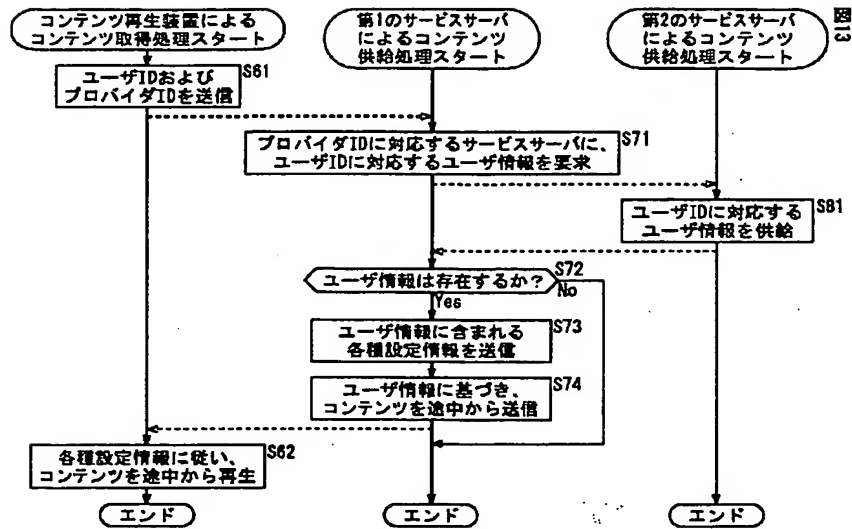 図13
コンテンツ再生装置による
コンテンツ取得処理スタート
第1のサービスサーバ
によるコンテンツ
供給処理スタート
第2のサービスサーバ
によるコンテンツ
供給処理スタート
S61
ユーザIDおよび
プロバイダIDを送信
S71
プロバイダIDに対応するサービスサーバに、
ユーザIDに対応するユーザ情報を要求
S81
ユーザIDに対応する
ユーザ情報を供給
S72
ユーザ情報は存在するか?
No
Yes
S73
ユーザ情報に含まれる
各種設定情報を送信
S74
ユーザ情報に基づき、
コンテンツを途中から送信
S62
各種設定情報に従い、
コンテンツを途中から再生
エンド
エンド
エンド